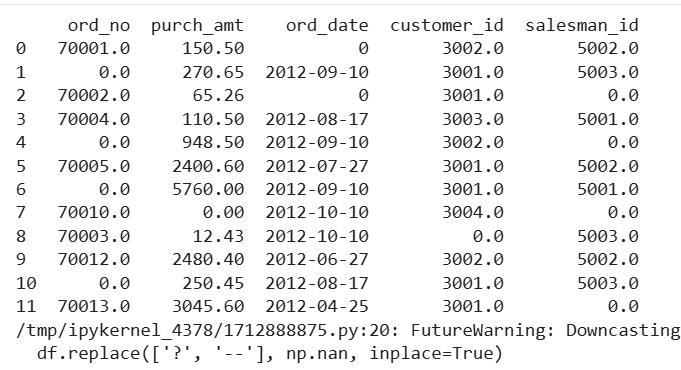 ord_no purch_amt ord_date customer_id salesman_id
0 70001.0 150.50 0 3002.0 5002.0
1 0.0 270.65 2012-09-10 3001.0 5003.0
2 70002.0 65.26 0 3001.0 0.0
3 70004.0 110.50 2012-08-17 3003.0 5001.0
4 0.0 948.50 2012-09-10 3002.0 0.0
5 70005.0 2400.60 2012-07-27 3001.0 5002.0
6 0.0 5760.00 2012-09-10 3001.0 5001.0
7 70010.0 0.00 2012-10-10 3004.0 0.0
8 70003.0 12.43 2012-10-10 0.0 5003.0
9 70012.0 2480.40 2012-06-27 3002.0 5002.0
10 0.0 250.45 2012-08-17 3001.0 5003.0
11 70013.0 3045.60 2012-04-25 3001.0 0.0
/tmp/ipykernel_4378/1712888875.py:20: FutureWarning: Downcasting
df.replace(['?', '--'], np.nan, inplace=True)